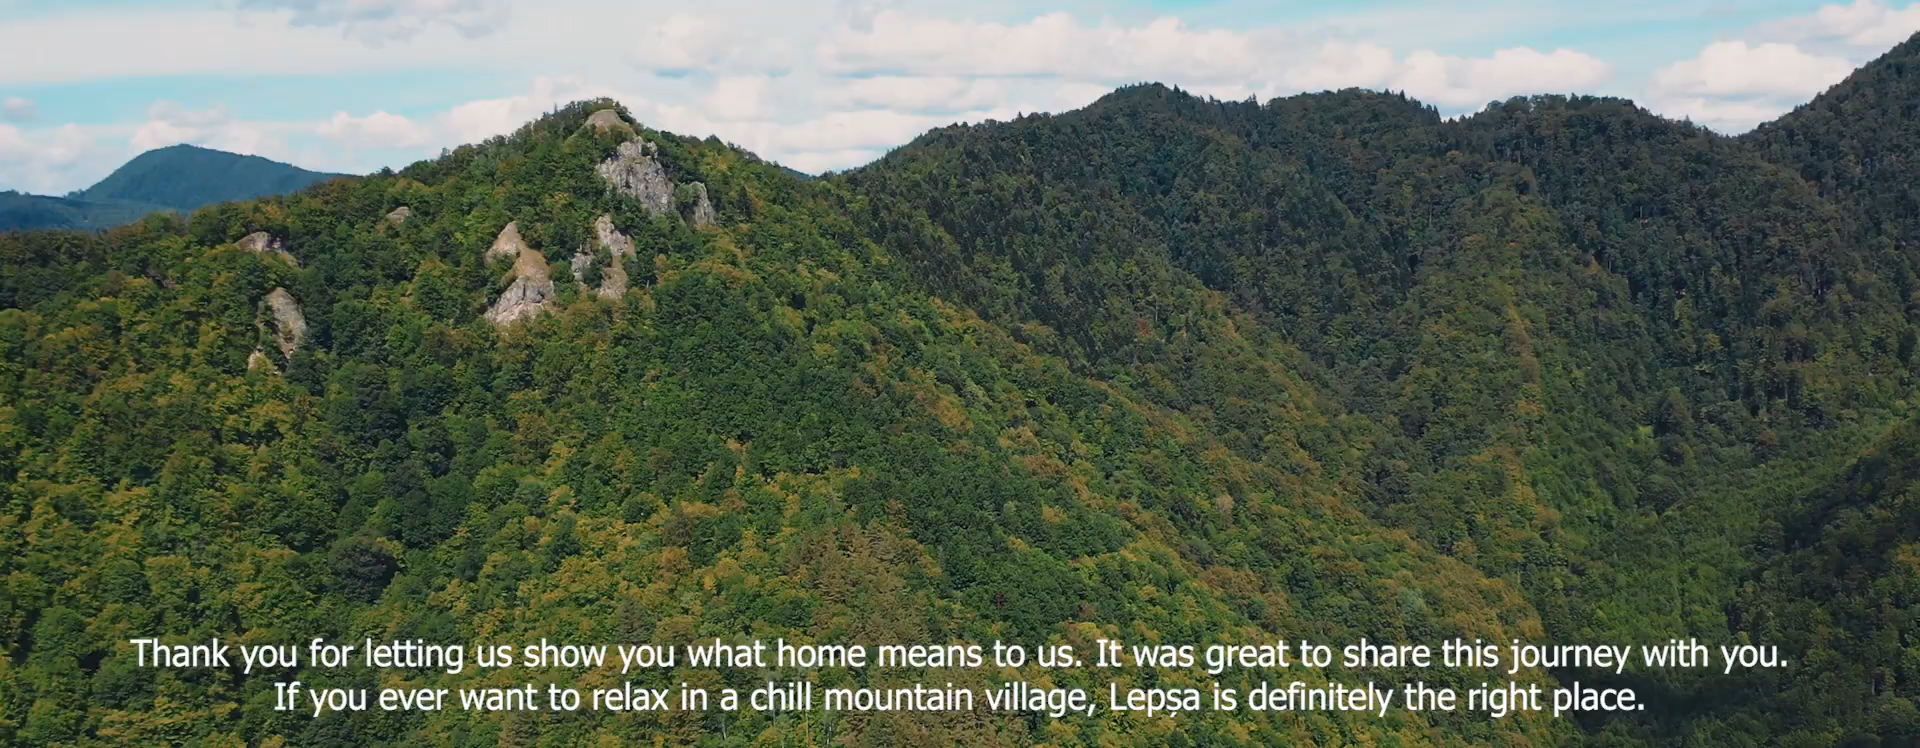 Thank you for letting us show you what home means to us. It was great to share this journey with you.
If you ever want to relax in a chill mountain village, Lepșa is definitely the right place.